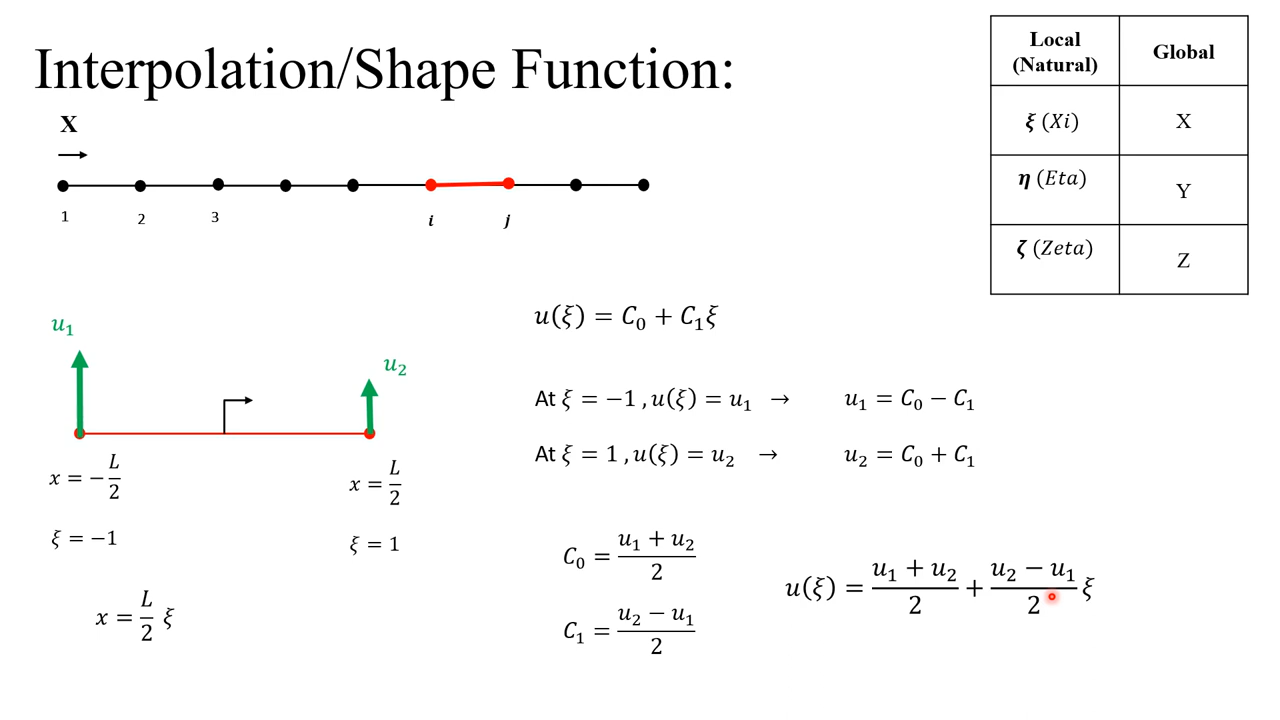 Interpolation/Shape Function:
X
1 2 3 i j
Local (Natural) Global
ξ (Xi) X
η (Eta) Y
ζ (Zeta) Z
u₁
u₂
x = −L/2
x = L/2
ξ = −1
ξ = 1
x = L/2 ξ
u(ξ) = C₀ + C₁ξ
At ξ = −1 , u(ξ) = u₁ → u₁ = C₀ − C₁
At ξ = 1 , u(ξ) = u₂ → u₂ = C₀ + C₁
C₀ = (u₁ + u₂)/2
C₁ = (u₂ − u₁)/2
u(ξ) = (u₁ + u₂)/2 + (u₂ − u₁)/2 ξ